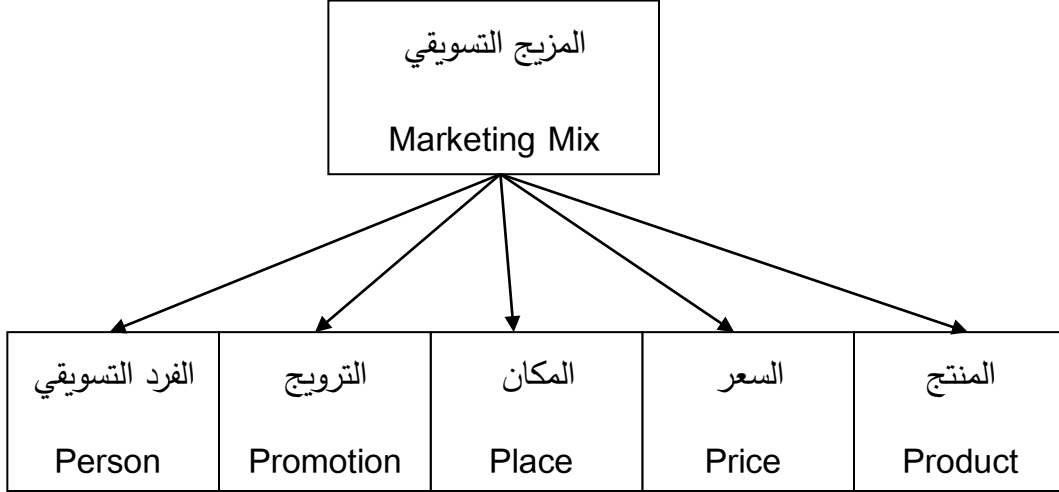 المزيج التسويقي
Marketing Mix
المنتج
Product
السعر
Price
المكان
Place
الترويج
Promotion
الفرد التسويقي
Person